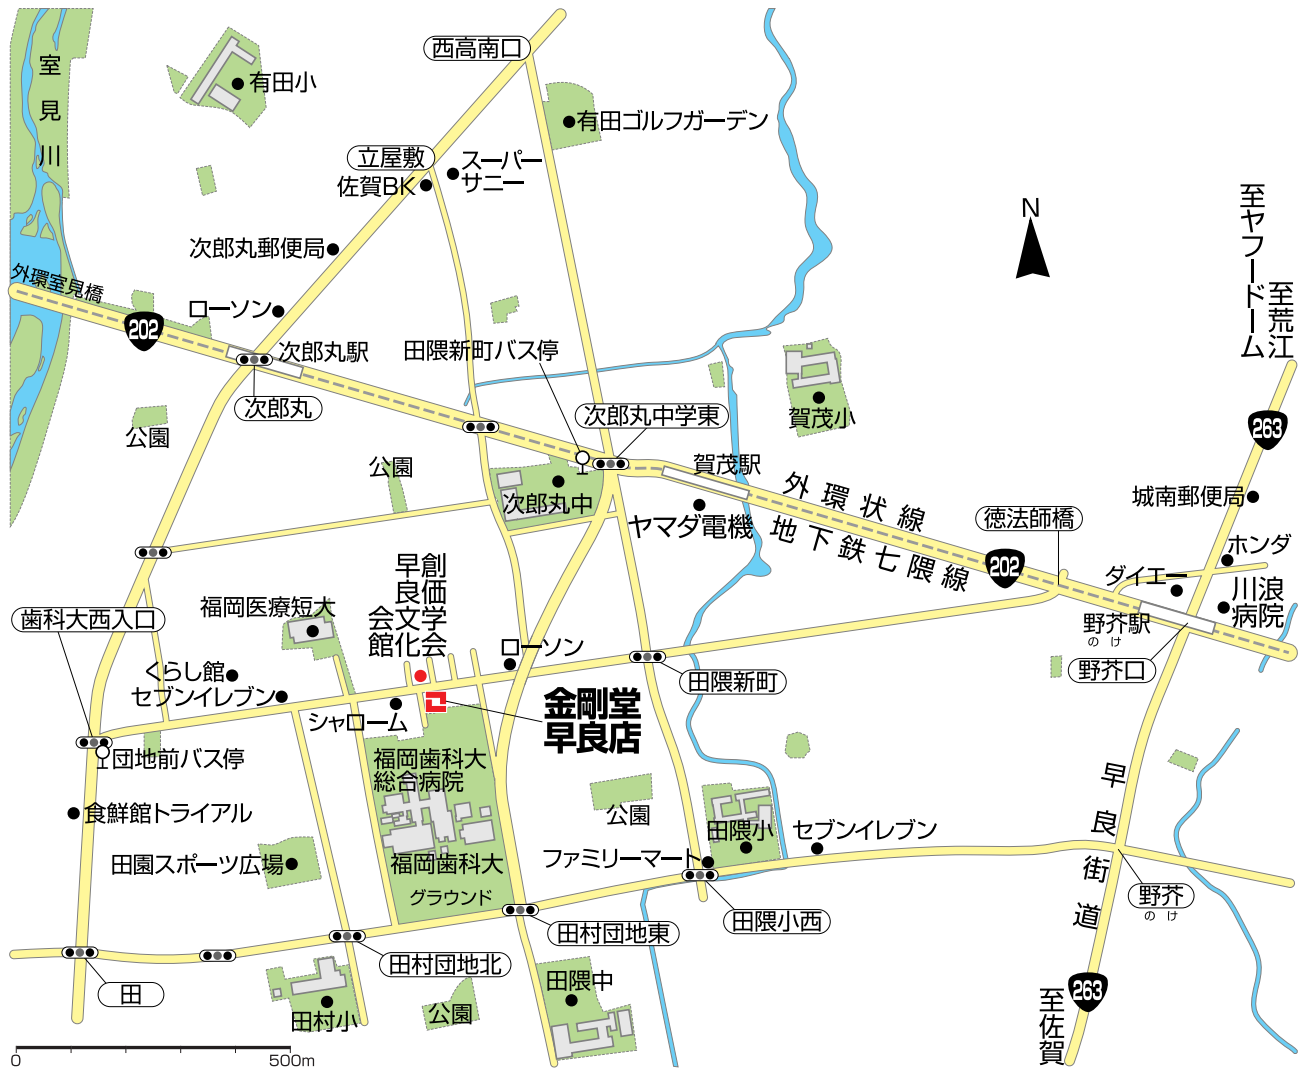 西高南口
室見川
有田小
有田ゴルフガーデン
立屋敷
スーパー
サニー
佐賀BK
N
至ヤフードーム
次郎丸郵便局
外環室見橋
至荒江
ローソン
202
次郎丸駅
田隈新町バス停
次郎丸
次郎丸中学東
賀茂小
263
公園
公園
賀茂駅
外環状線
次郎丸中
ヤマダ電機
地下鉄七隈線
城南郵便局
徳法師橋
ホンダ
202
ダイエー
川浪
病院
創価学会
早良文化会館
福岡医療短大
歯科大西入口
野芥駅
のけ
ローソン
くらし館
セブンイレブン
野芥口
田隈新町
シャローム
金剛堂
早良店
団地前バス停
福岡歯科大
総合病院
早良街道
食鮮館トライアル
公園
田隈小
セブンイレブン
田園スポーツ広場
福岡歯科大
ファミリーマート
グラウンド
野芥
のけ
田隈小西
田村団地東
田村団地北
田
田隈中
263
至佐賀
田村小
公園
0
500m